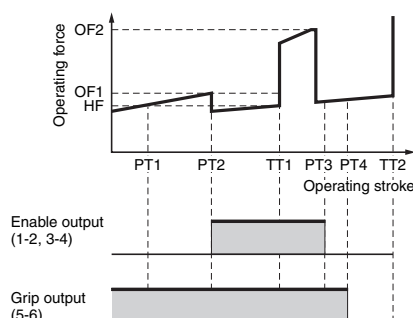 OF2
Operating force
OF1
HF
PT1 PT2 TT1 PT3 PT4 TT2
Operating stroke
Enable output
(1-2, 3-4)
Grip output
(5-6)